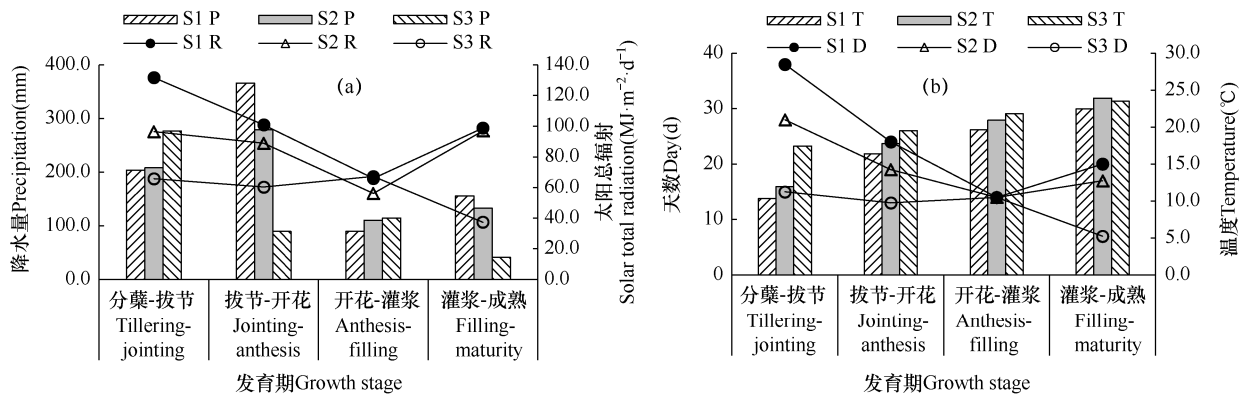 S1 P S2 P S3 P
S1 R S2 R S3 R
(a)
降水量Precipitation(mm)
400.0
300.0
200.0
100.0
0.0
太阳总辐射
Solar total radiation(MJ·m⁻²·d⁻¹)
140.0
120.0
100.0
80.0
60.0
40.0
20.0
0.0
分蘖-拔节 拔节-开花 开花-灌浆 灌浆-成熟
Tillering- Jointing- Anthesis- Filling-
jointing anthesis filling maturity
发育期Growth stage
S1 T S2 T S3 T
S1 D S2 D S3 D
(b)
天数Day(d)
40
30
20
10
0
温度Temperature(℃)
30.0
25.0
20.0
15.0
10.0
5.0
0.0
分蘖-拔节 拔节-开花 开花-灌浆 灌浆-成熟
Tillering- Jointing- Anthesis- Filling-
jointing anthesis filling maturity
发育期Growth stage